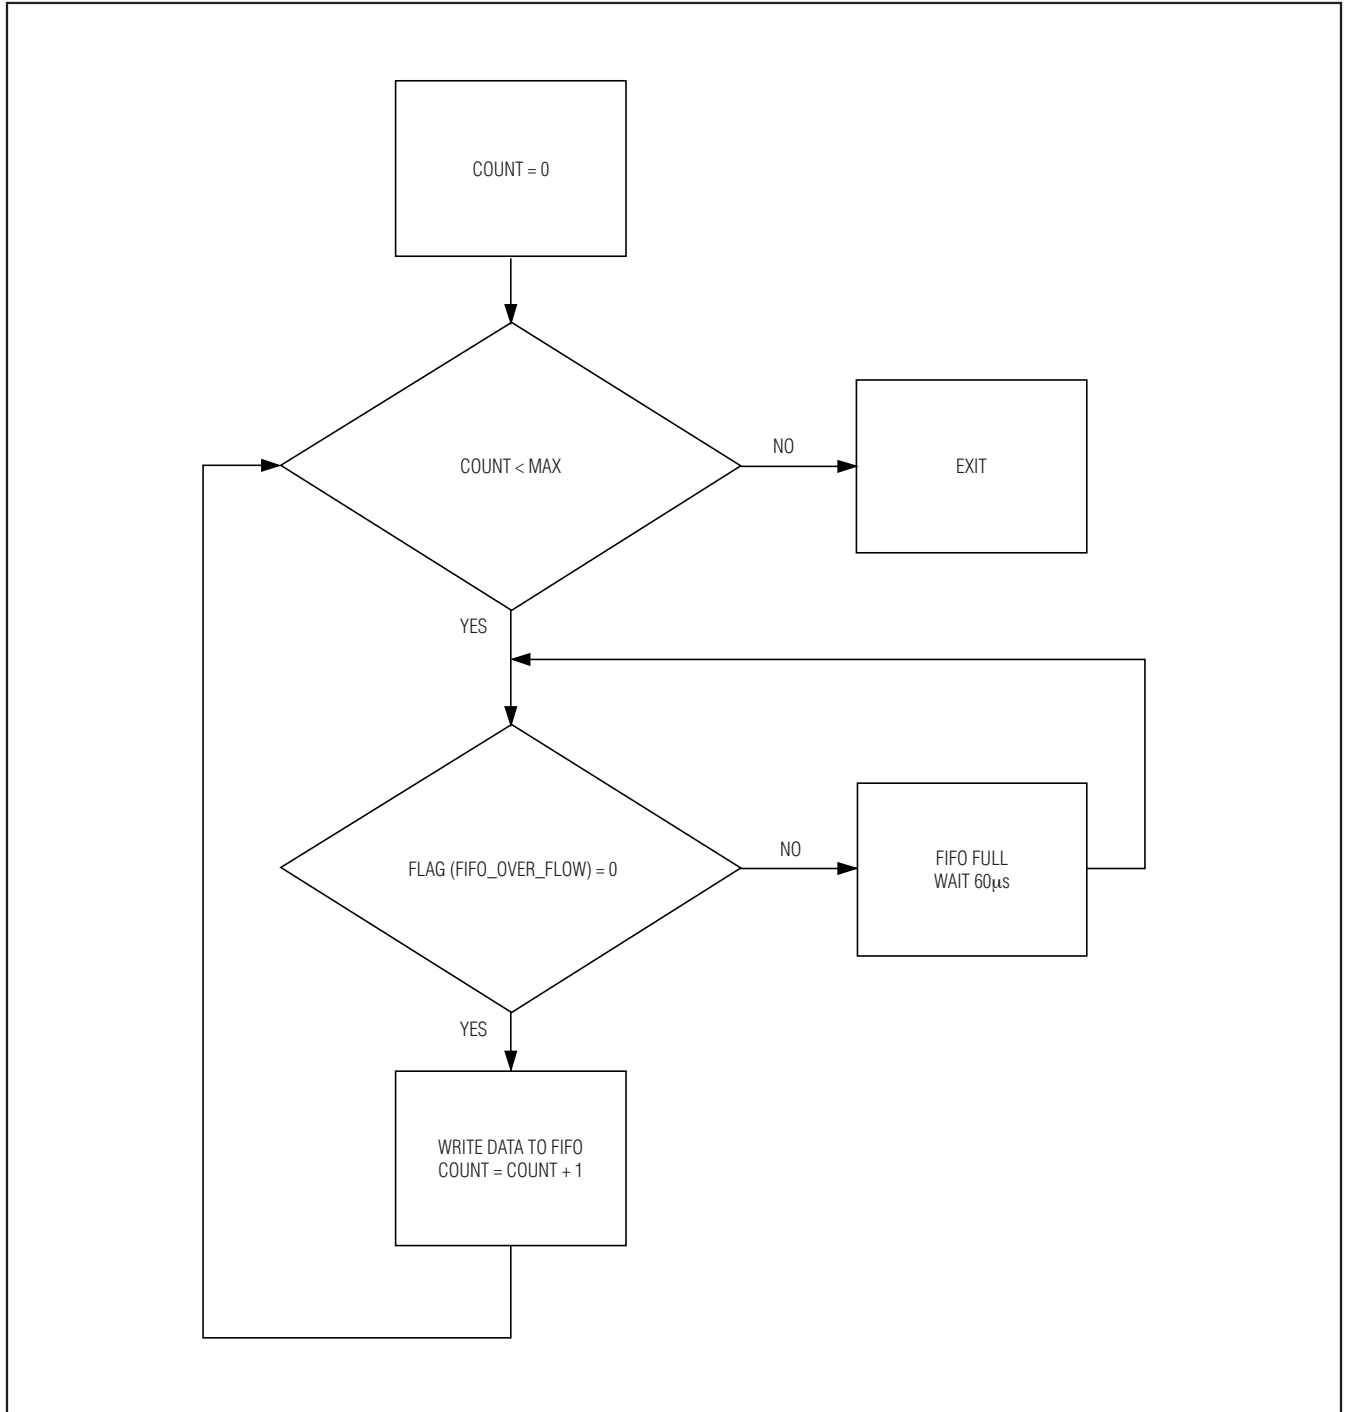 COUNT = 0
COUNT < MAX
NO
EXIT
YES
FLAG (FIFO_OVER_FLOW) = 0
NO
FIFO FULL
WAIT 60µs
YES
WRITE DATA TO FIFO
COUNT = COUNT + 1